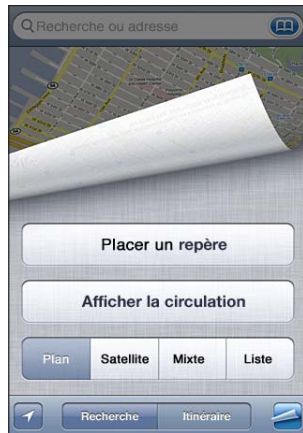 Recherche ou adresse
Placer un repère
Afficher la circulation
Plan Satellite Mixte Liste
Recherche Itinéraire